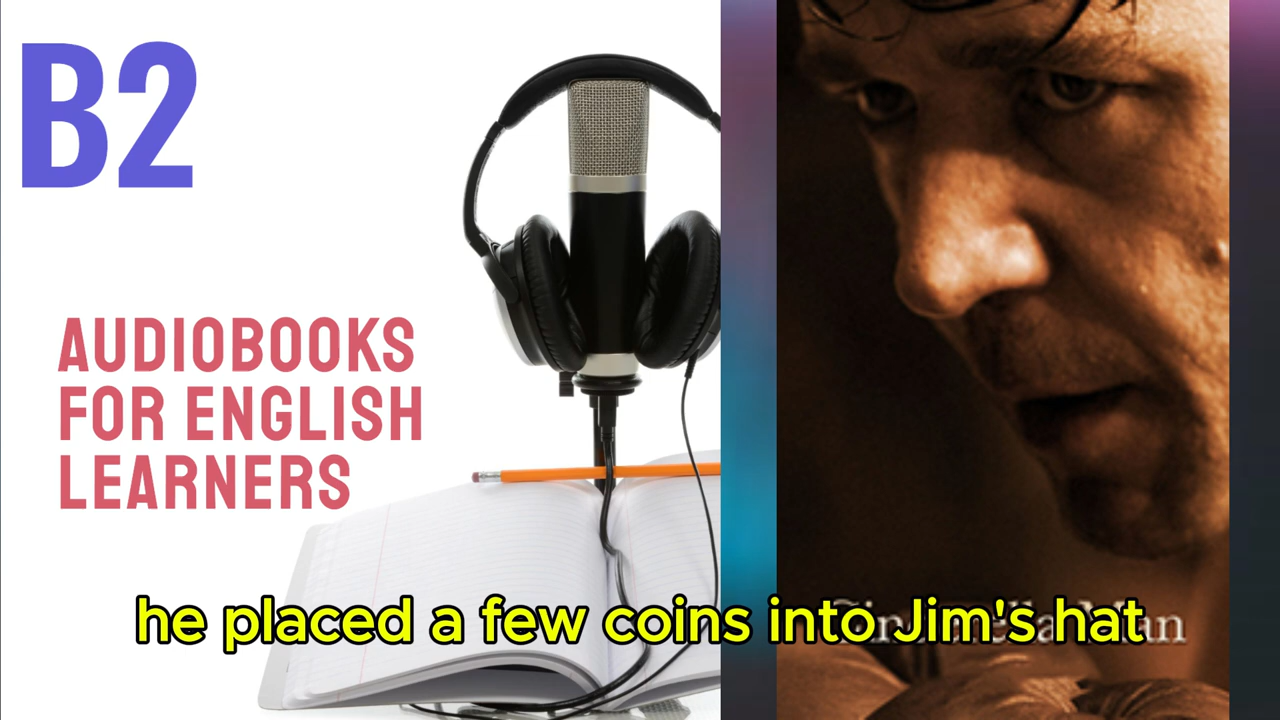 B2
AUDIOBOOKS
FOR ENGLISH
LEARNERS
he placed a few coins into Jim's hat